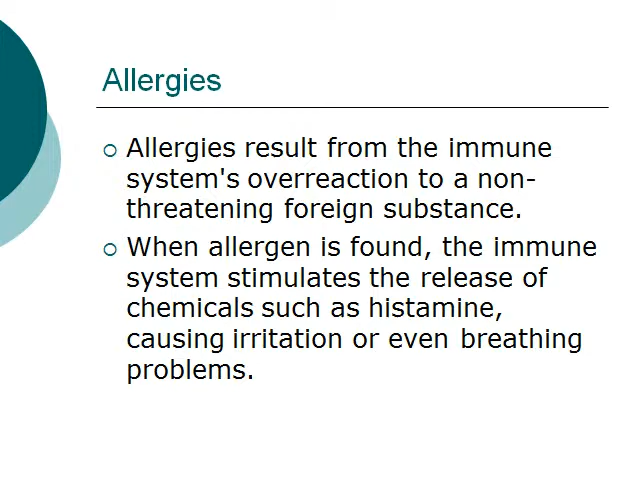 Allergies
Allergies result from the immune
system's overreaction to a non-
threatening foreign substance.
When allergen is found, the immune
system stimulates the release of
chemicals such as histamine,
causing irritation or even breathing
problems.